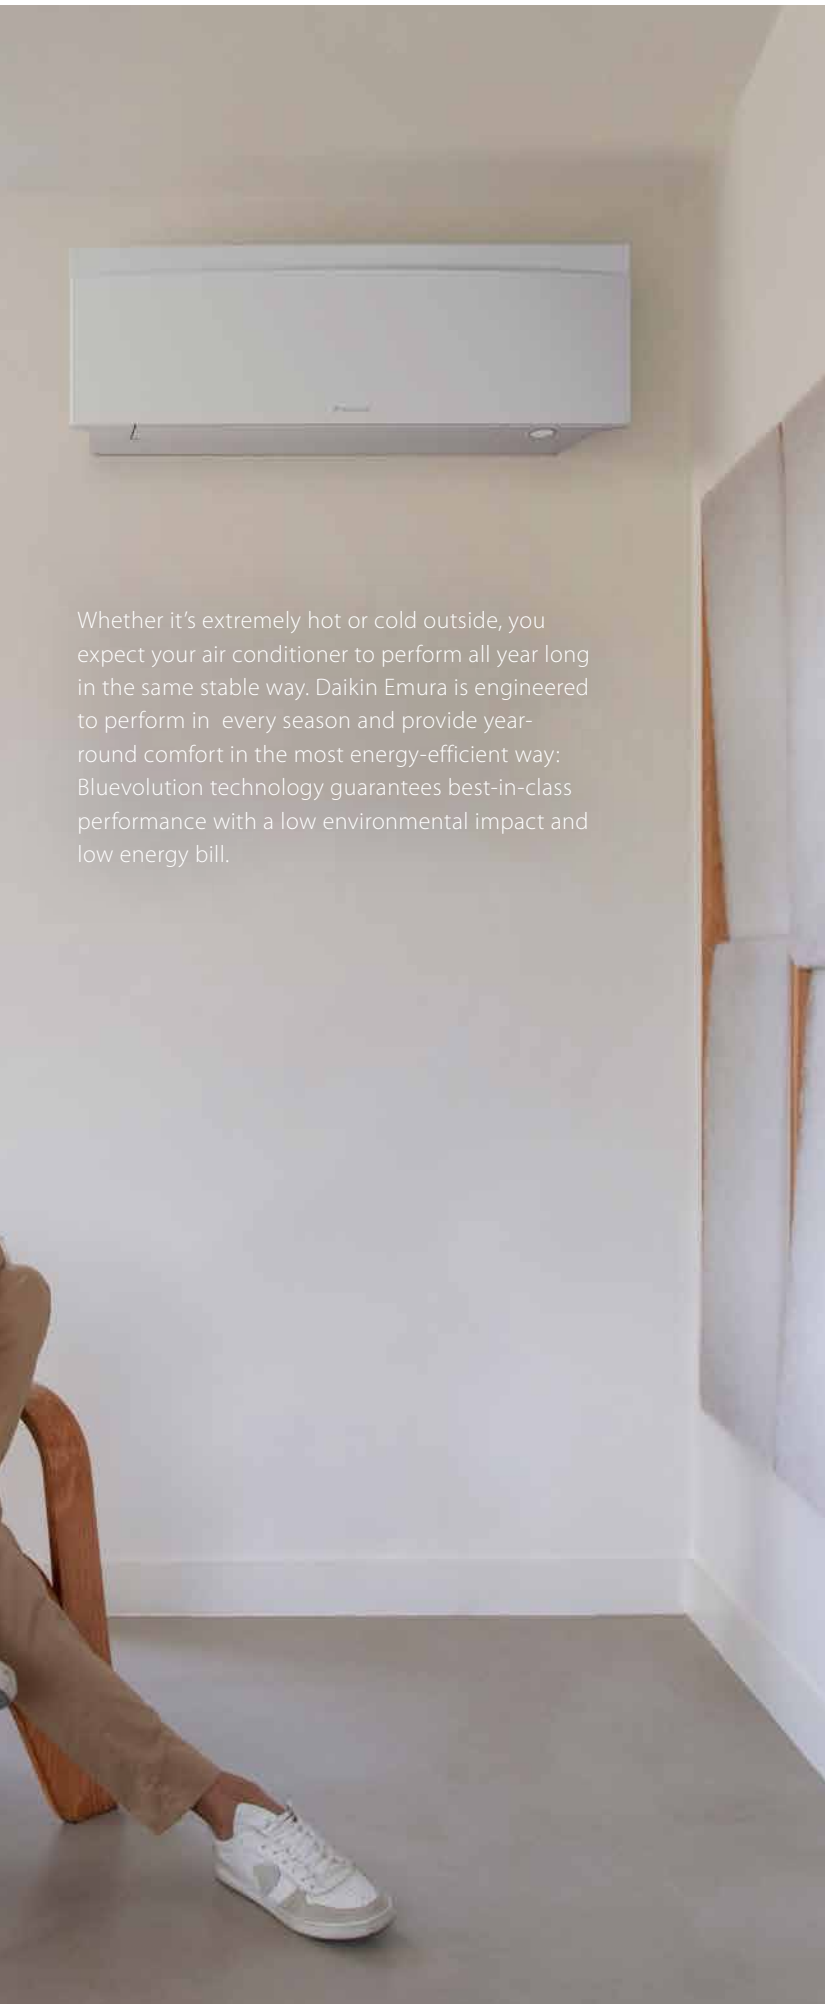 Whether it’s extremely hot or cold outside, you
expect your air conditioner to perform all year long
in the same stable way. Daikin Emura is engineered
to perform in  every season and provide year-
round comfort in the most energy-efficient way:
Bluevolution technology guarantees best-in-class
performance with a low environmental impact and
low energy bill.